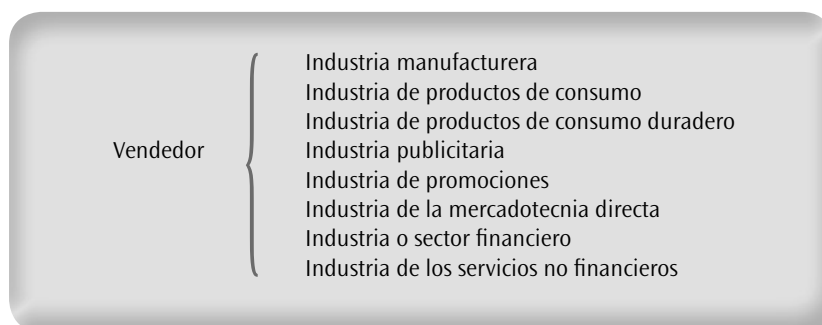 Industria manufacturera
Industria de productos de consumo
Industria de productos de consumo duradero
Vendedor
Industria publicitaria
Industria de promociones
Industria de la mercadotecnia directa
Industria o sector financiero
Industria de los servicios no financieros